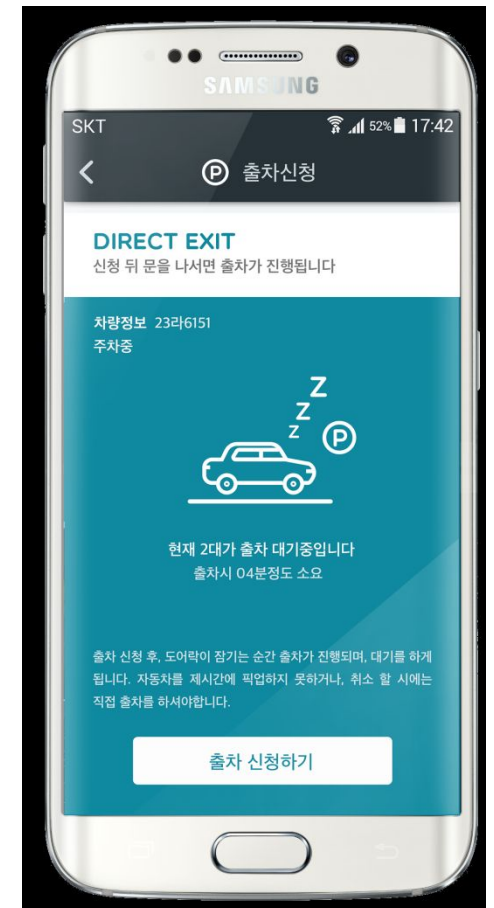 SAMSUNG
SKT 52% 17:42
P 출차신청
DIRECT EXIT
신청 뒤 문을 나서면 출차가 진행됩니다
차량정보 23라6151
주차중
Z
Z
Z P
현재 2대가 출차 대기중입니다
출차시 04분정도 소요
출차 신청 후, 도어락이 잠기는 순간 출차가 진행되며, 대기를 하게
됩니다. 자동차를 제시간에 픽업하지 못하거나, 취소 할 시에는
직접 출차를 하셔야합니다.
출차 신청하기